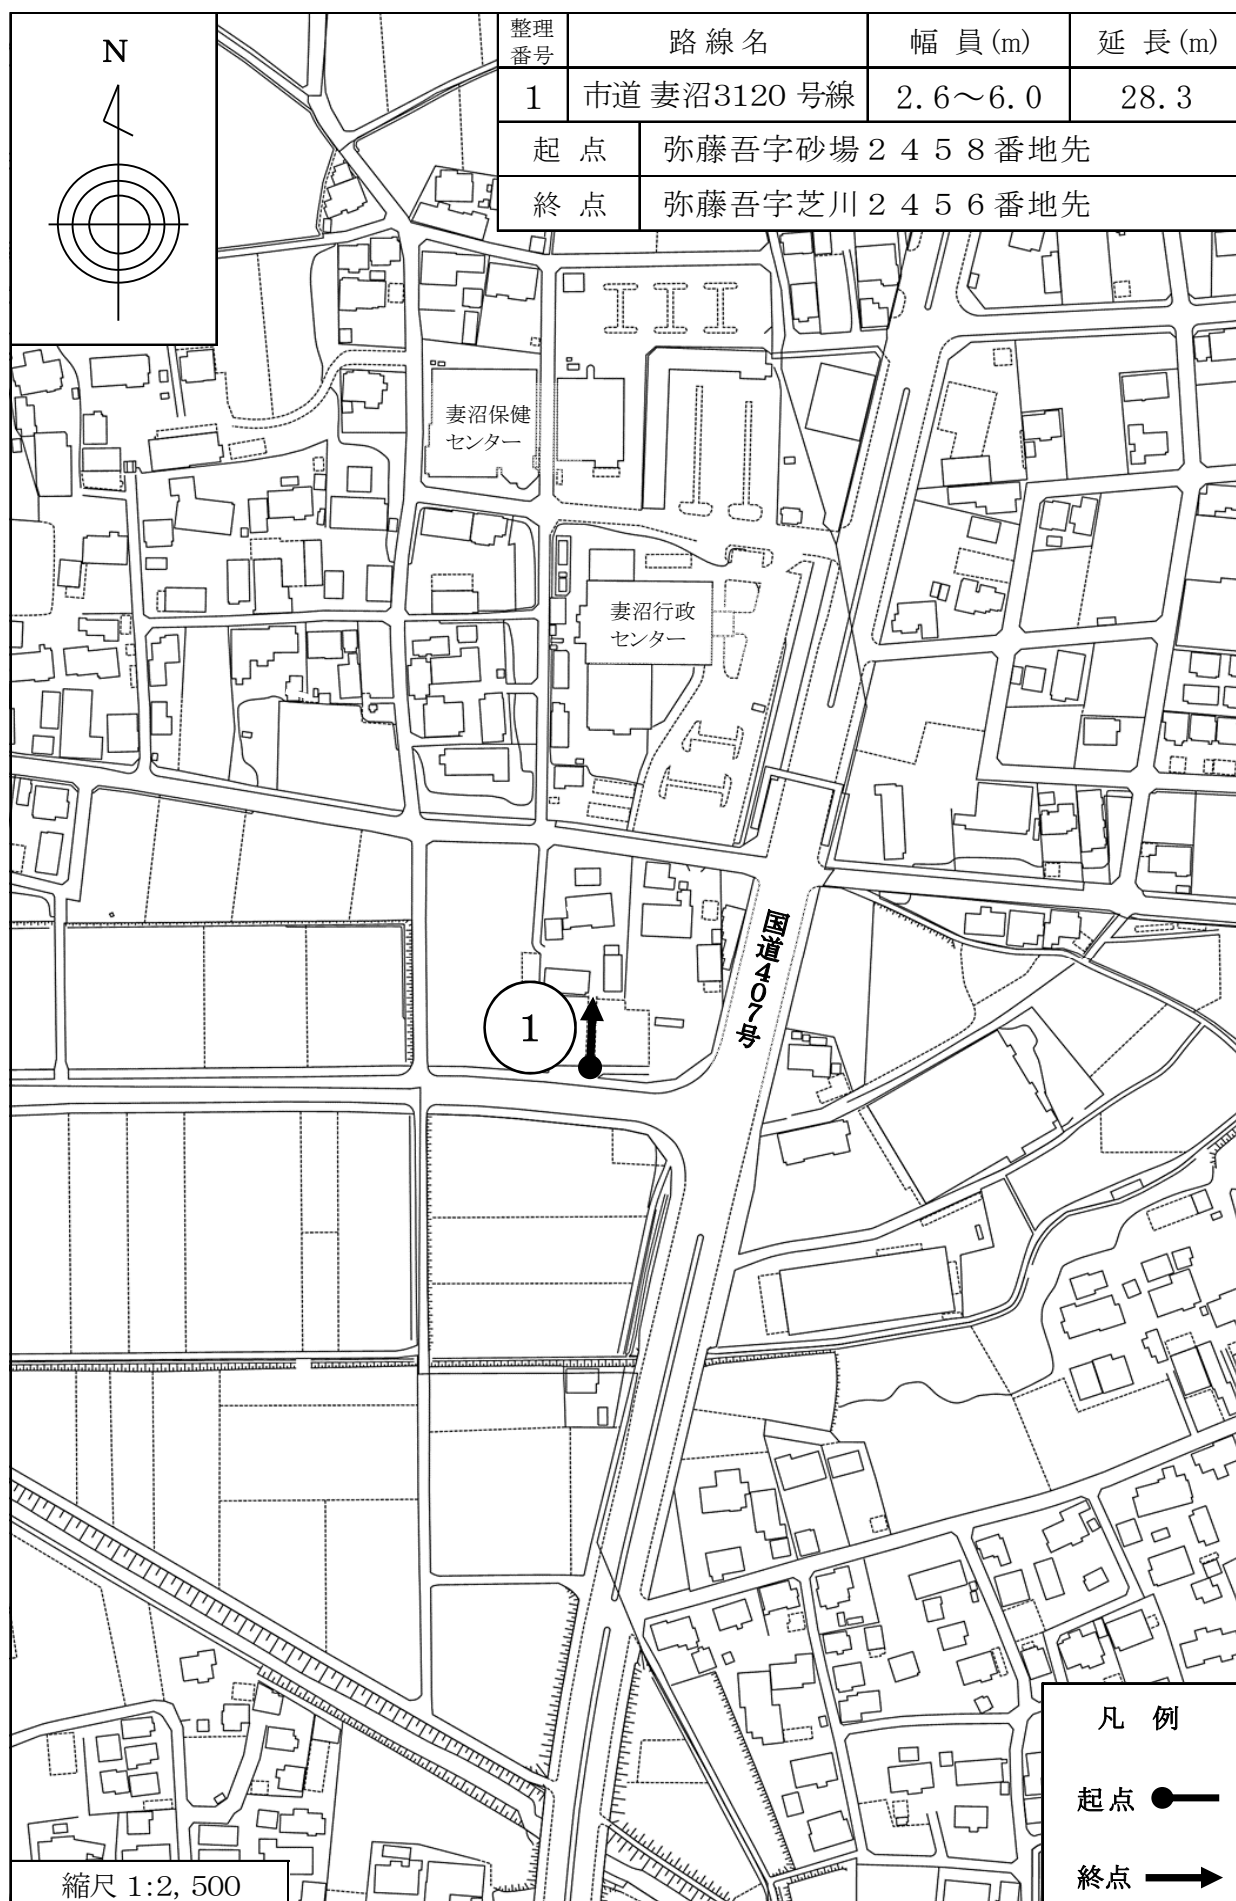 N
整理番号 路線名 幅員(m) 延長(m)
1 市道 妻沼3120 号線 2.6～6.0 28.3
起点 弥藤吾字砂場２４５８番地先
終点 弥藤吾字芝川２４５６番地先
妻沼保健
センター
妻沼行政
センター
国道407号
1
凡例
起点
終点
縮尺 1:2,500